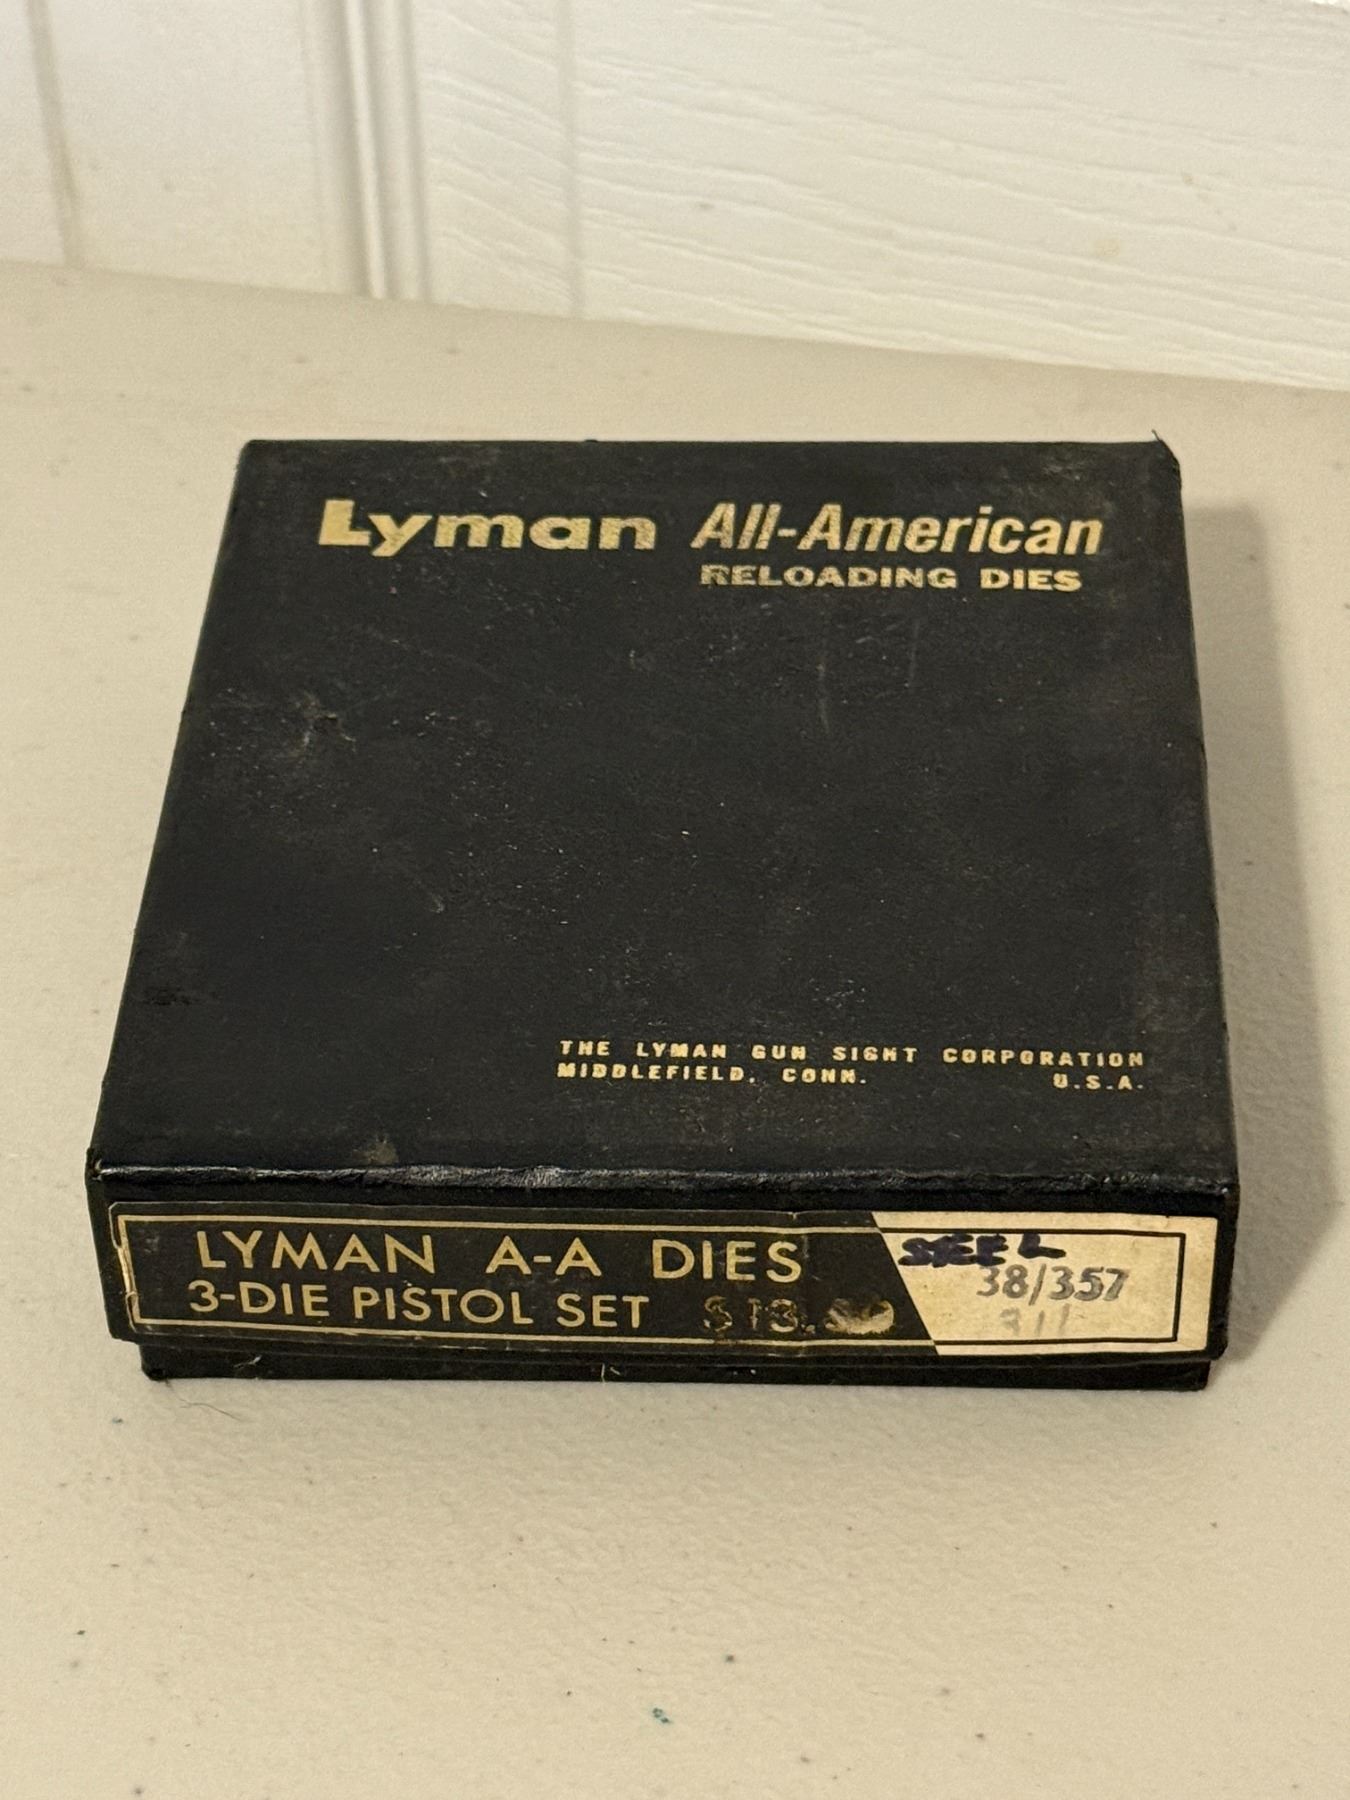 Lyman All-American
RELOADING DIES
THE LYMAN GUN SIGHT CORPORATION
MIDDLEFIELD, CONN. U.S.A.
LYMAN A-A DIES
3-DIE PISTOL SET
STEEL
38/357
311